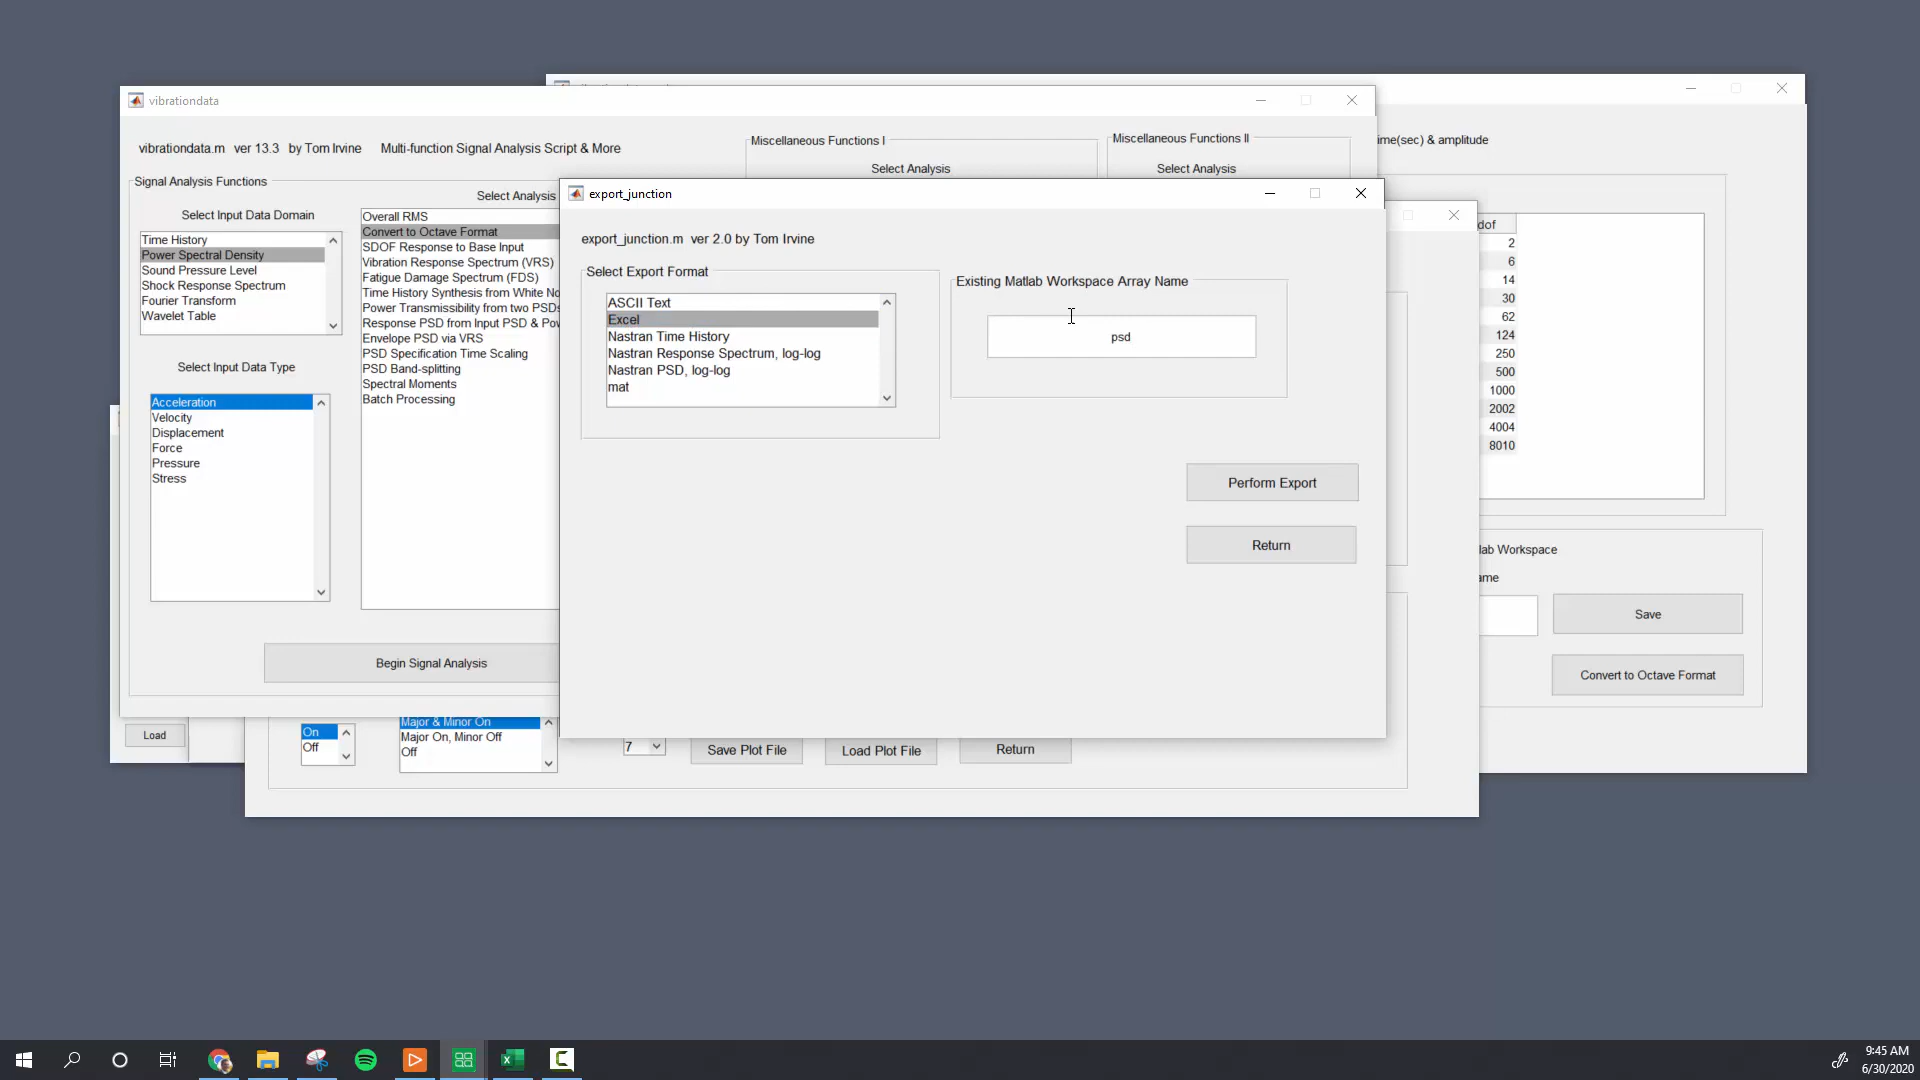 vibrationdata
vibrationdata.m ver 13.3 by Tom Irvine Multi-function Signal Analysis Script & More
Miscellaneous Functions I
Select Analysis
Miscellaneous Functions II
Select Analysis
Signal Analysis Functions
Select Input Data Domain
Time History
Power Spectral Density
Sound Pressure Level
Shock Response Spectrum
Fourier Transform
Wavelet Table
Select Input Data Type
Acceleration
Velocity
Displacement
Force
Pressure
Stress
Select Analysis
Overall RMS
Convert to Octave Format
SDOF Response to Base Input
Vibration Response Spectrum (VRS)
Fatigue Damage Spectrum (FDS)
Time History Synthesis from White No
Power Transmissibility from two PSDs
Response PSD from Input PSD & Pow
Envelope PSD via VRS
PSD Specification Time Scaling
PSD Band-splitting
Spectral Moments
Batch Processing
Begin Signal Analysis
export_junction
export_junction.m ver 2.0 by Tom Irvine
Select Export Format
ASCII Text
Excel
Nastran Time History
Nastran Response Spectrum, log-log
Nastran PSD, log-log
mat
Existing Matlab Workspace Array Name
psd
Perform Export
Return
ime(sec) & amplitude
dof
2
6
14
30
62
124
250
500
1000
2002
4004
8010
lab Workspace
ame
Save
Convert to Octave Format
Load
On
Off
Major & Minor On
Major On, Minor Off
Off
7
Save Plot File
Load Plot File
Return
9:45 AM
6/30/2020